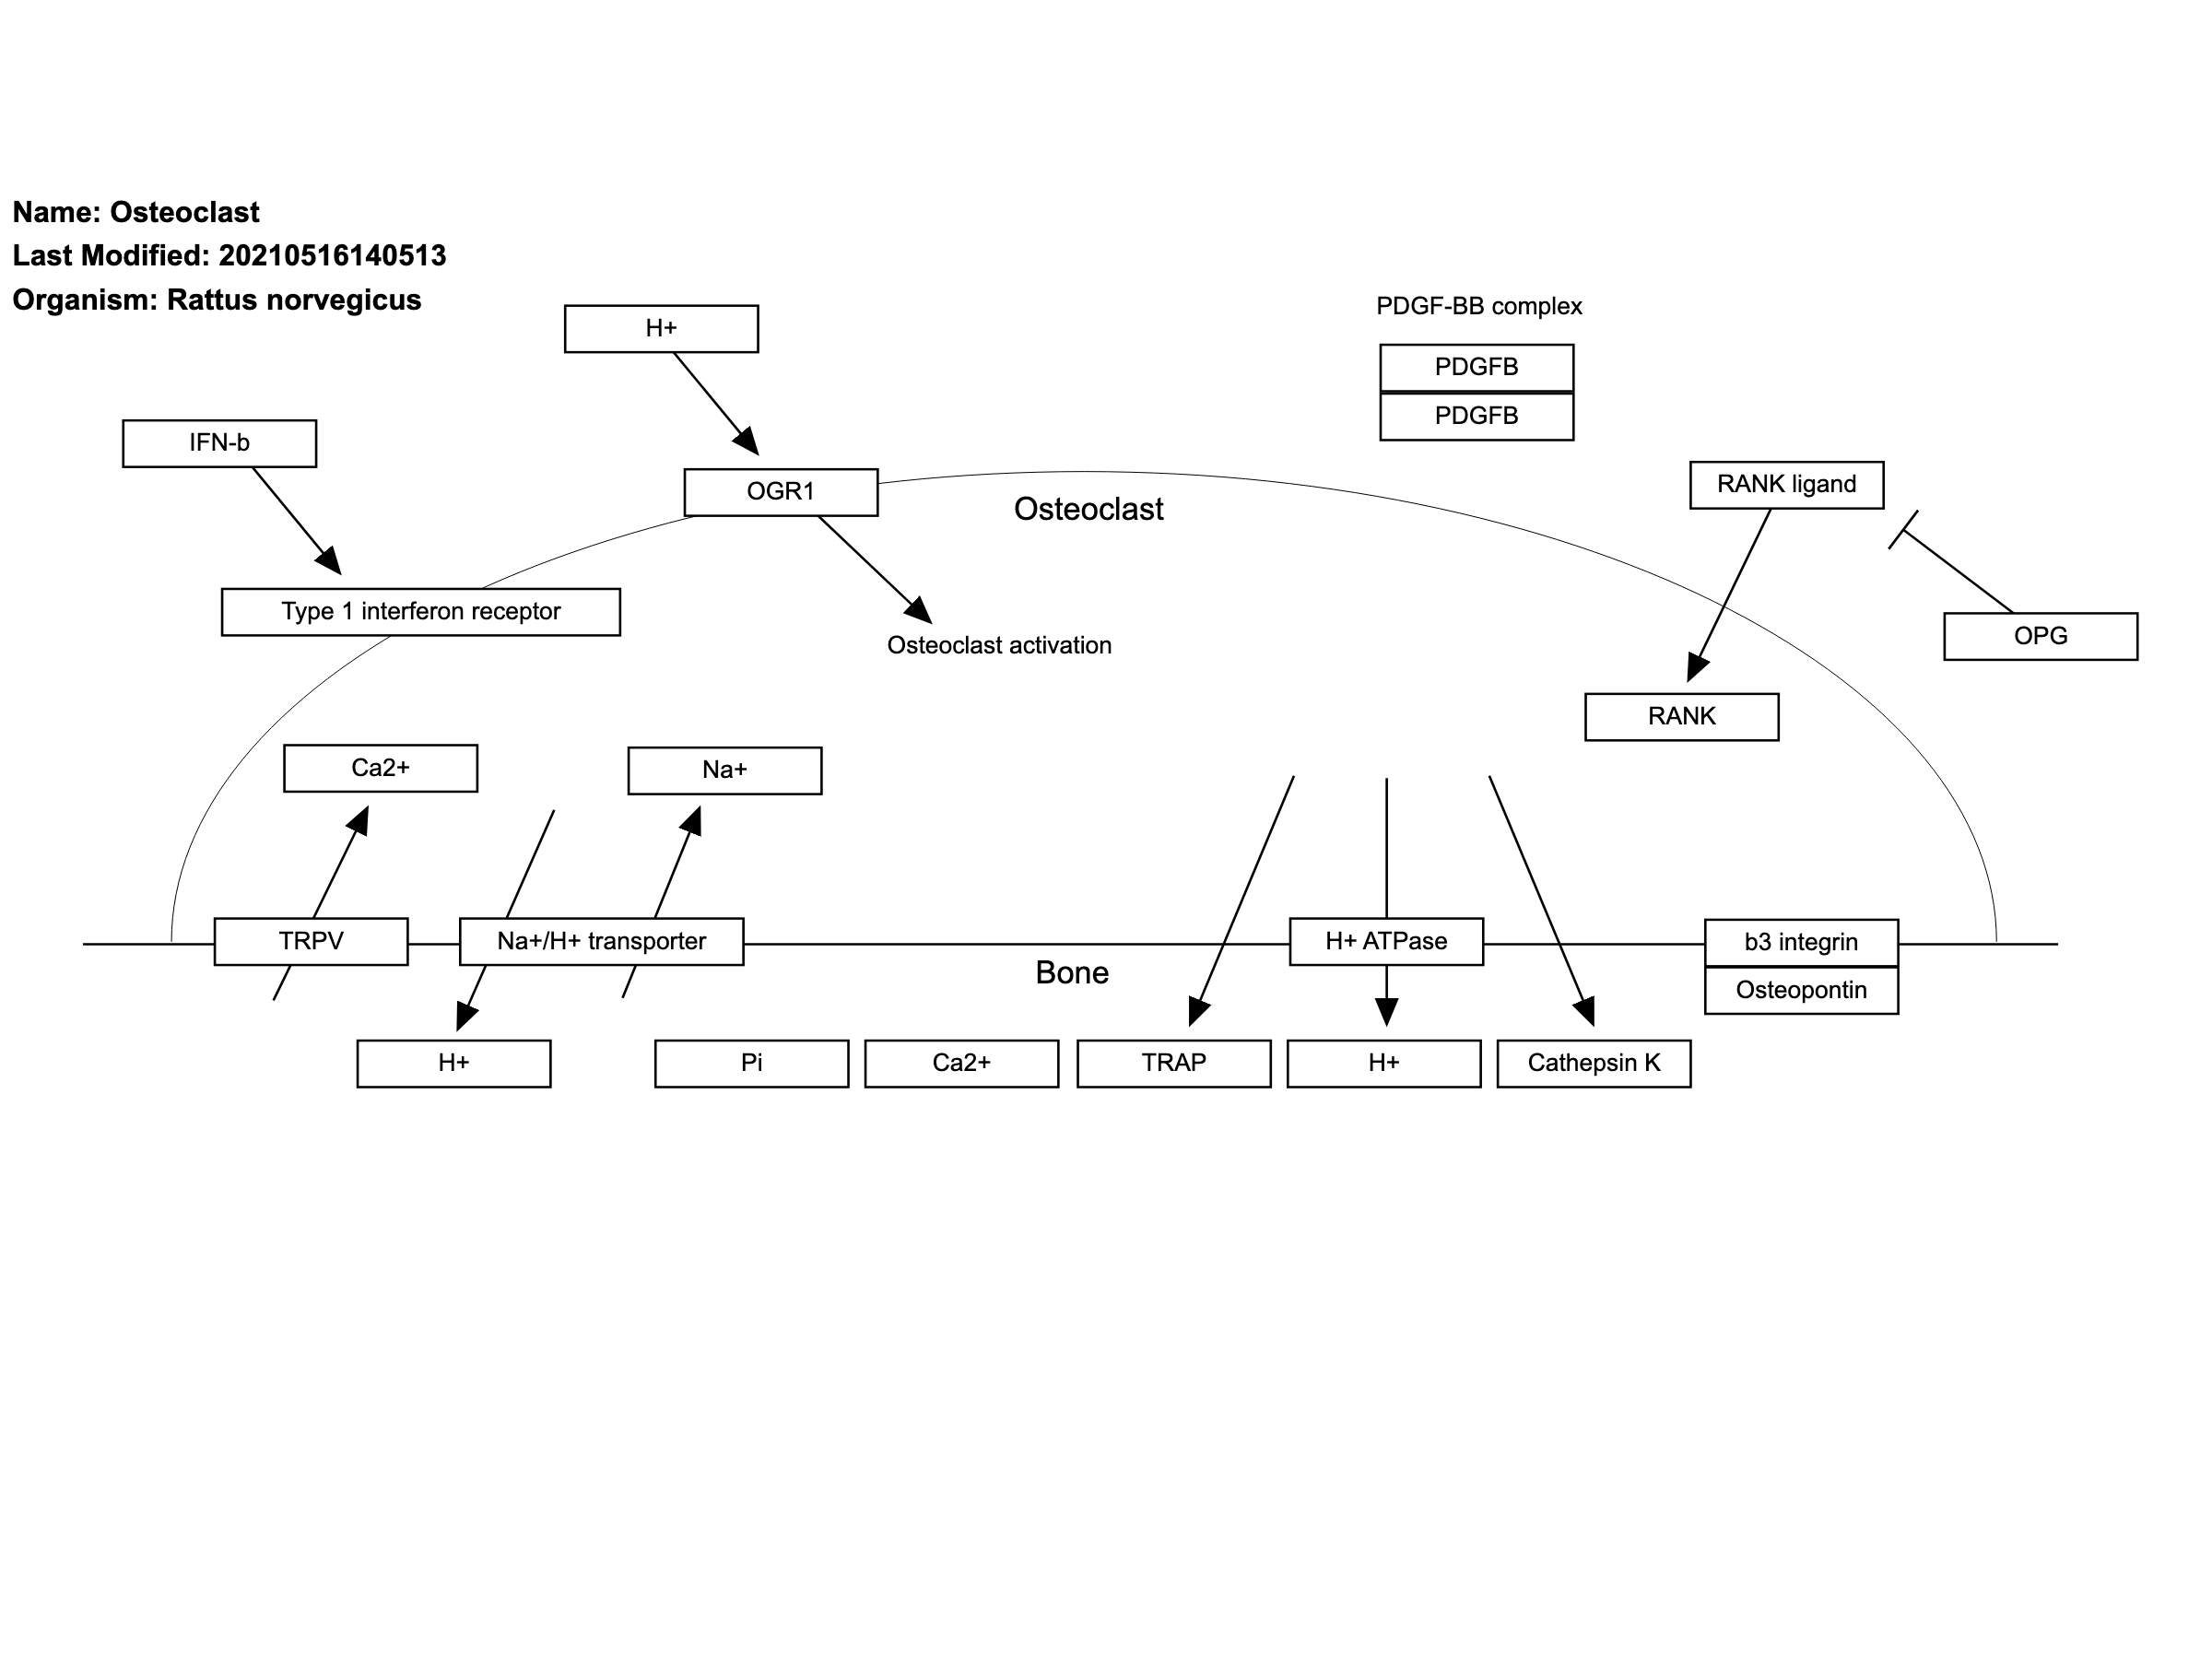 Name: Osteoclast
Last Modified: 20210516140513
Organism: Rattus norvegicus
H+
PDGF-BB complex
PDGFB
PDGFB
IFN-b
OGR1
Osteoclast
RANK ligand
Type 1 interferon receptor
Osteoclast activation
OPG
RANK
Ca2+
Na+
TRPV
Na+/H+ transporter
H+ ATPase
b3 integrin
Bone
Osteopontin
H+
Pi
Ca2+
TRAP
H+
Cathepsin K